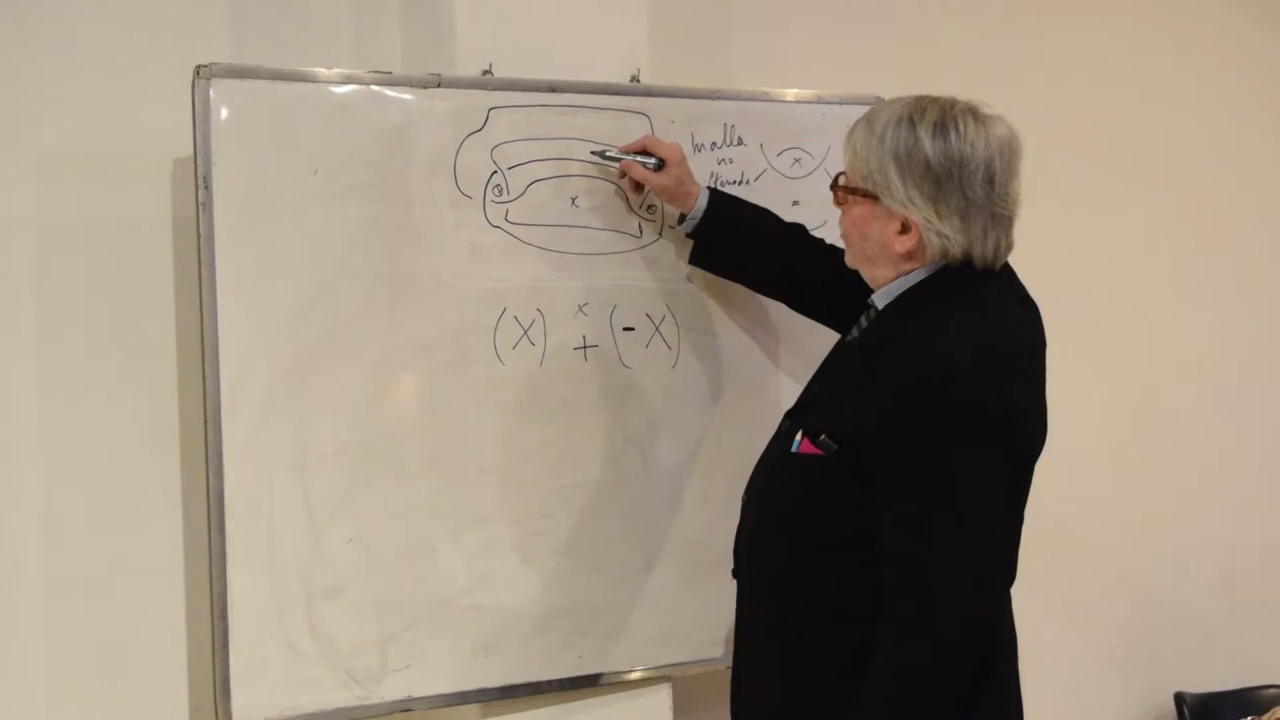 malla
no
x
x
=
(X) + (-X)
x